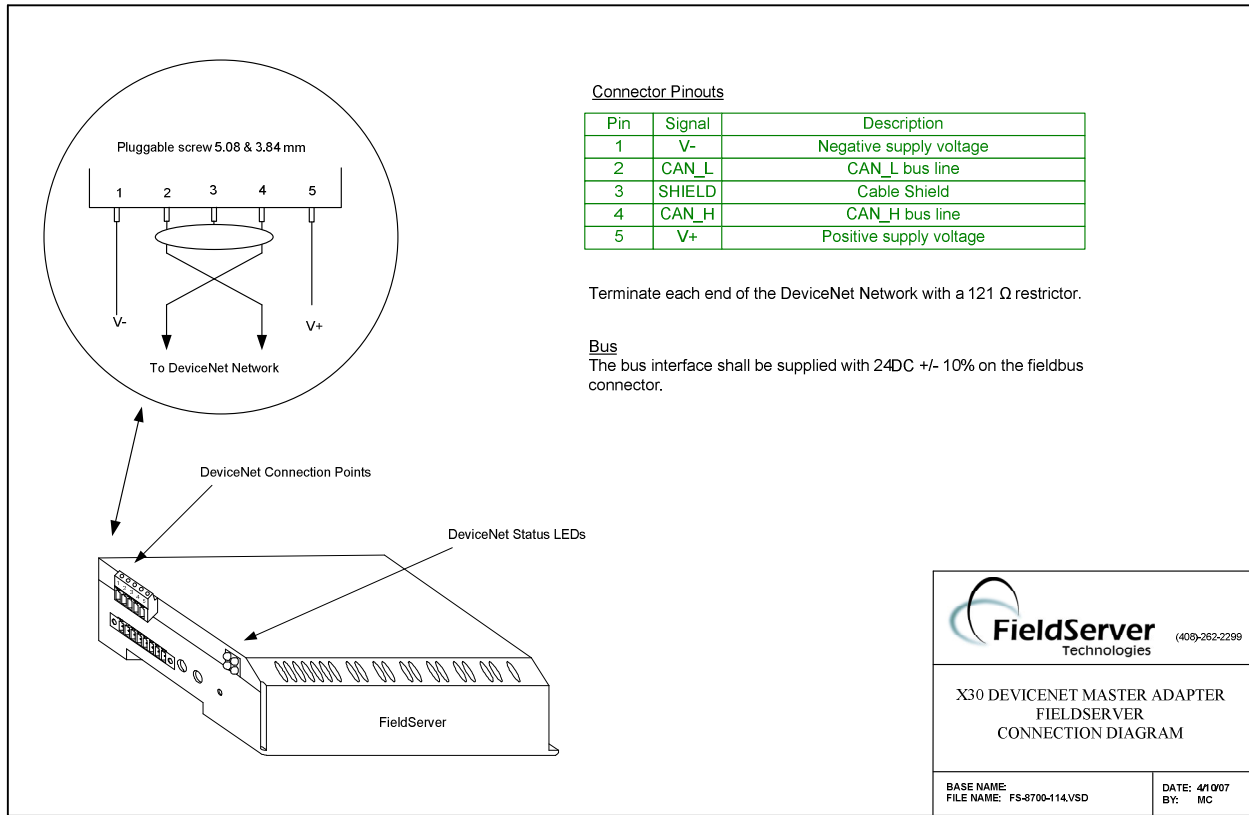 Pluggable screw 5.08 & 3.84 mm
1 2 3 4 5
V-
V+
To DeviceNet Network
Connector Pinouts
Pin Signal Description
1 V- Negative supply voltage
2 CAN_L CAN_L bus line
3 SHIELD Cable Shield
4 CAN_H CAN_H bus line
5 V+ Positive supply voltage
Terminate each end of the DeviceNet Network with a 121 Ω restrictor.
Bus
The bus interface shall be supplied with 24DC +/- 10% on the fieldbus
connector.
DeviceNet Connection Points
DeviceNet Status LEDs
1 2 3 4 5
FieldServer
FieldServer
Technologies
(408)-262-2299
X30 DEVICENET MASTER ADAPTER
FIELDSERVER
CONNECTION DIAGRAM
BASE NAME:
FILE NAME: FS-8700-114.VSD
DATE: 4/10/07
BY: MC